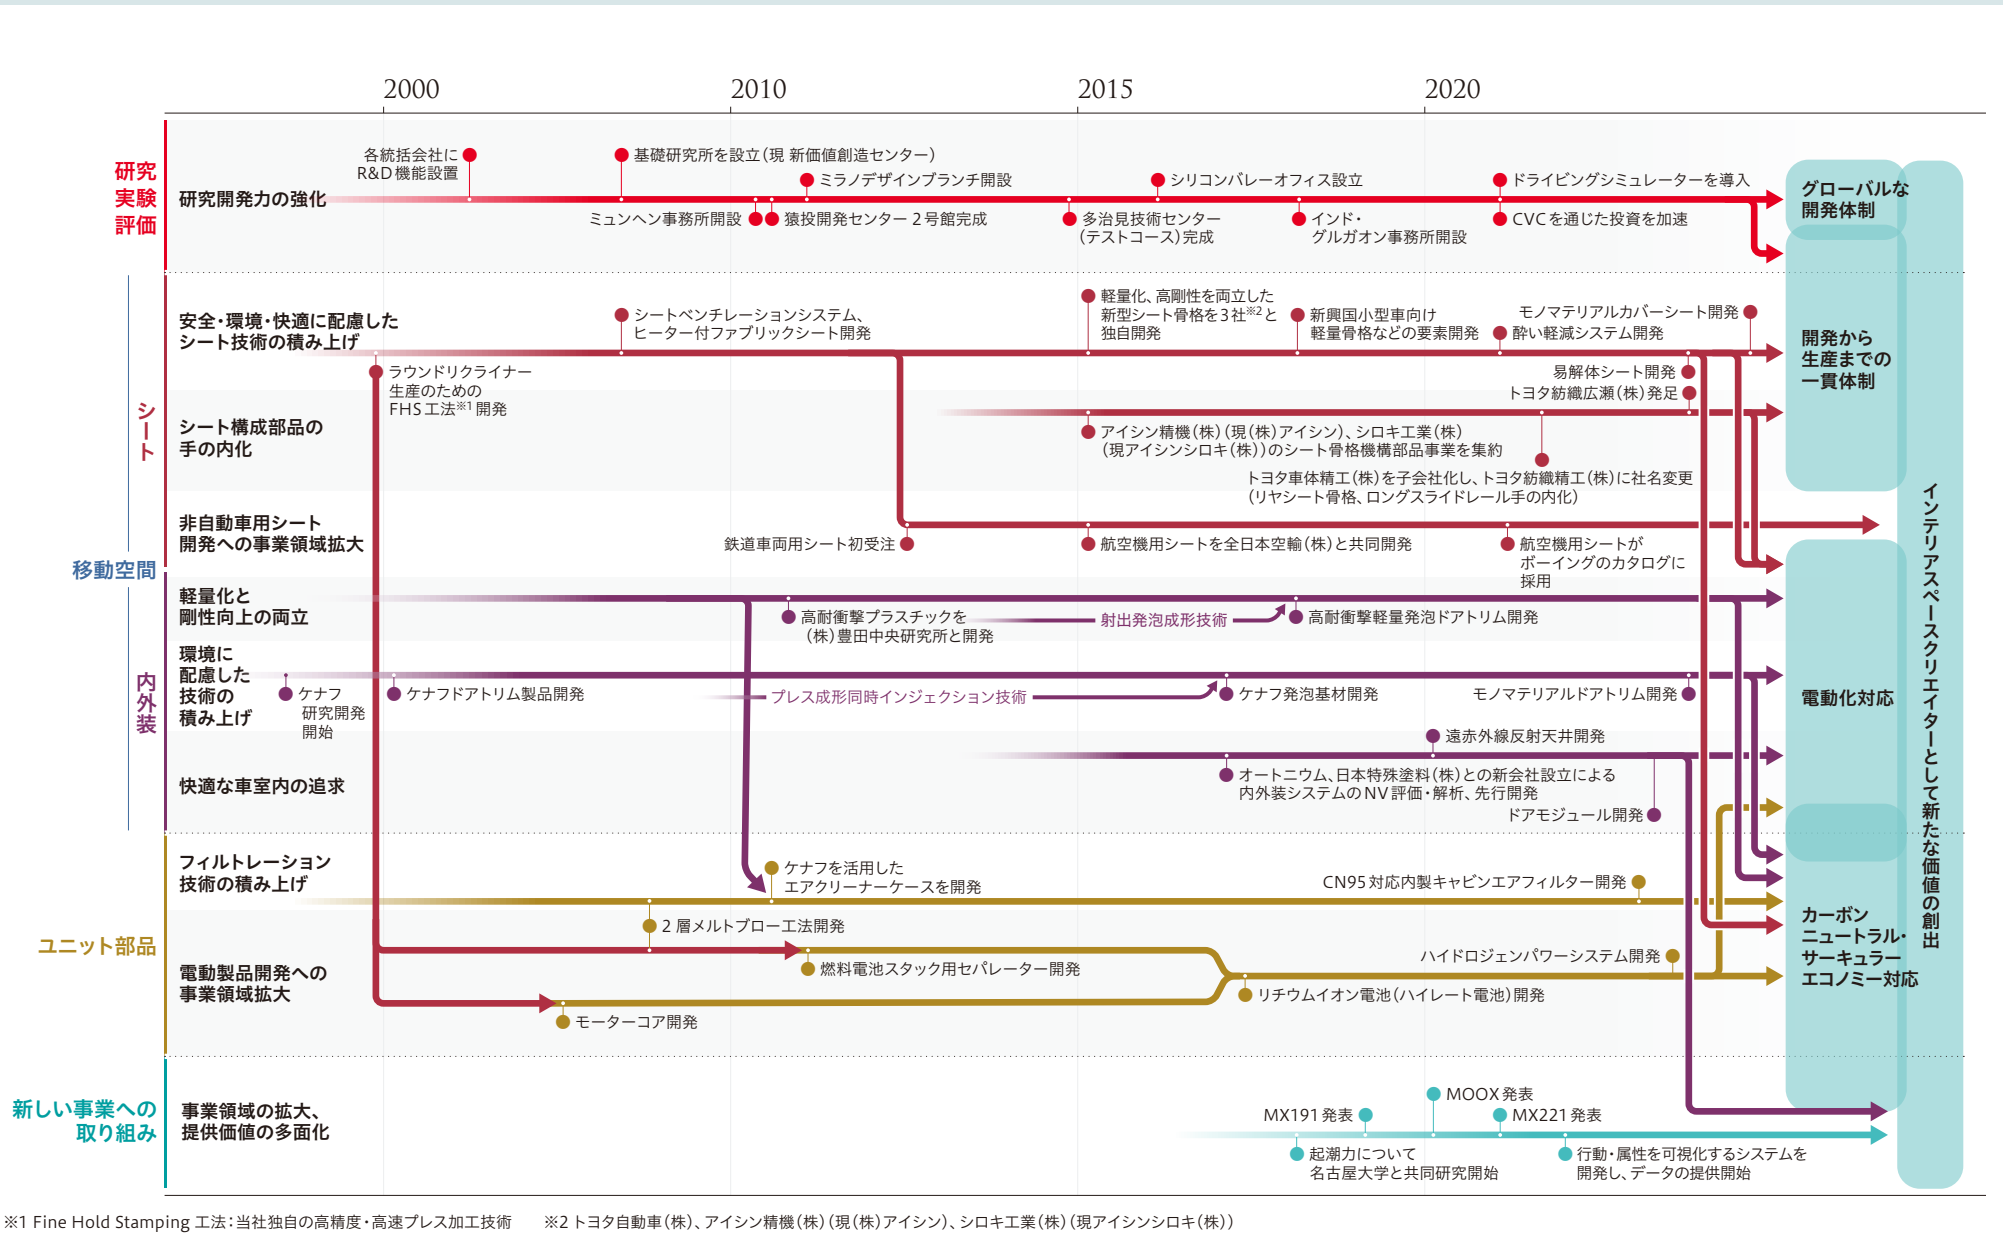 2000
2010
2015
2020
研究
実験
評価
研究開発力の強化
各統括会社に
R&D機能設置
基礎研究所を設立(現 新価値創造センター)
ミラノデザインブランチ開設
シリコンバレーオフィス設立
ドライビングシミュレーターを導入
ミュンヘン事務所開設
猿投開発センター 2号館完成
多治見技術センター
(テストコース)完成
インド・
グルガオン事務所開設
CVCを通じた投資を加速
グローバルな
開発体制
移動空間
シート
安全・環境・快適に配慮した
シート技術の積み上げ
シートベンチレーションシステム、
ヒーター付ファブリックシート開発
軽量化、高剛性を両立した
新型シート骨格を3社※2と
独自開発
新興国小型車向け
軽量骨格などの要素開発
モノマテリアルカバーシート開発
酔い軽減システム開発
ラウンドリクライナー
生産のための
FHS工法※1開発
易解体シート開発
トヨタ紡織広瀬(株)発足
開発から
生産までの
一貫体制
シート構成部品の
手の内化
アイシン精機(株)(現(株)アイシン)、シロキ工業(株)
(現アイシンシロキ(株))のシート骨格機構部品事業を集約
トヨタ車体精工(株)を子会社化し、トヨタ紡織精工(株)に社名変更
(リヤシート骨格、ロングスライドレール手の内化)
非自動車用シート
開発への事業領域拡大
鉄道車両用シート初受注
航空機用シートを全日本空輸(株)と共同開発
航空機用シートが
ボーイングのカタログに
採用
内外装
軽量化と
剛性向上の両立
高耐衝撃プラスチックを
(株)豊田中央研究所と開発
射出発泡成形技術
高耐衝撃軽量発泡ドアトリム開発
環境に
配慮した
技術の
積み上げ
ケナフ
研究開発
開始
ケナフドアトリム製品開発
プレス成形同時インジェクション技術
ケナフ発泡基材開発
モノマテリアルドアトリム開発
電動化対応
快適な車室内の追求
遠赤外線反射天井開発
オートニウム、日本特殊塗料(株)との新会社設立による
内外装システムのNV評価・解析、先行開発
ドアモジュール開発
ユニット部品
フィルトレーション
技術の積み上げ
ケナフを活用した
エアクリーナーケースを開発
CN95対応内製キャビンエアフィルター開発
2層メルトブロー工法開発
電動製品開発への
事業領域拡大
燃料電池スタック用セパレーター開発
ハイドロジェンパワーシステム開発
リチウムイオン電池(ハイレート電池)開発
モーターコア開発
カーボン
ニュートラル・
サーキュラー
エコノミー対応
新しい事業への
取り組み
事業領域の拡大、
提供価値の多面化
MX191発表
MOOX発表
MX221発表
起潮力について
名古屋大学と共同研究開始
行動・属性を可視化するシステムを
開発し、データの提供開始
インテリアスペースクリエイターとして新たな価値の創出
※1 Fine Hold Stamping 工法：当社独自の高精度・高速プレス加工技術
※2 トヨタ自動車(株)、アイシン精機(株)(現(株)アイシン)、シロキ工業(株)(現アイシンシロキ(株))